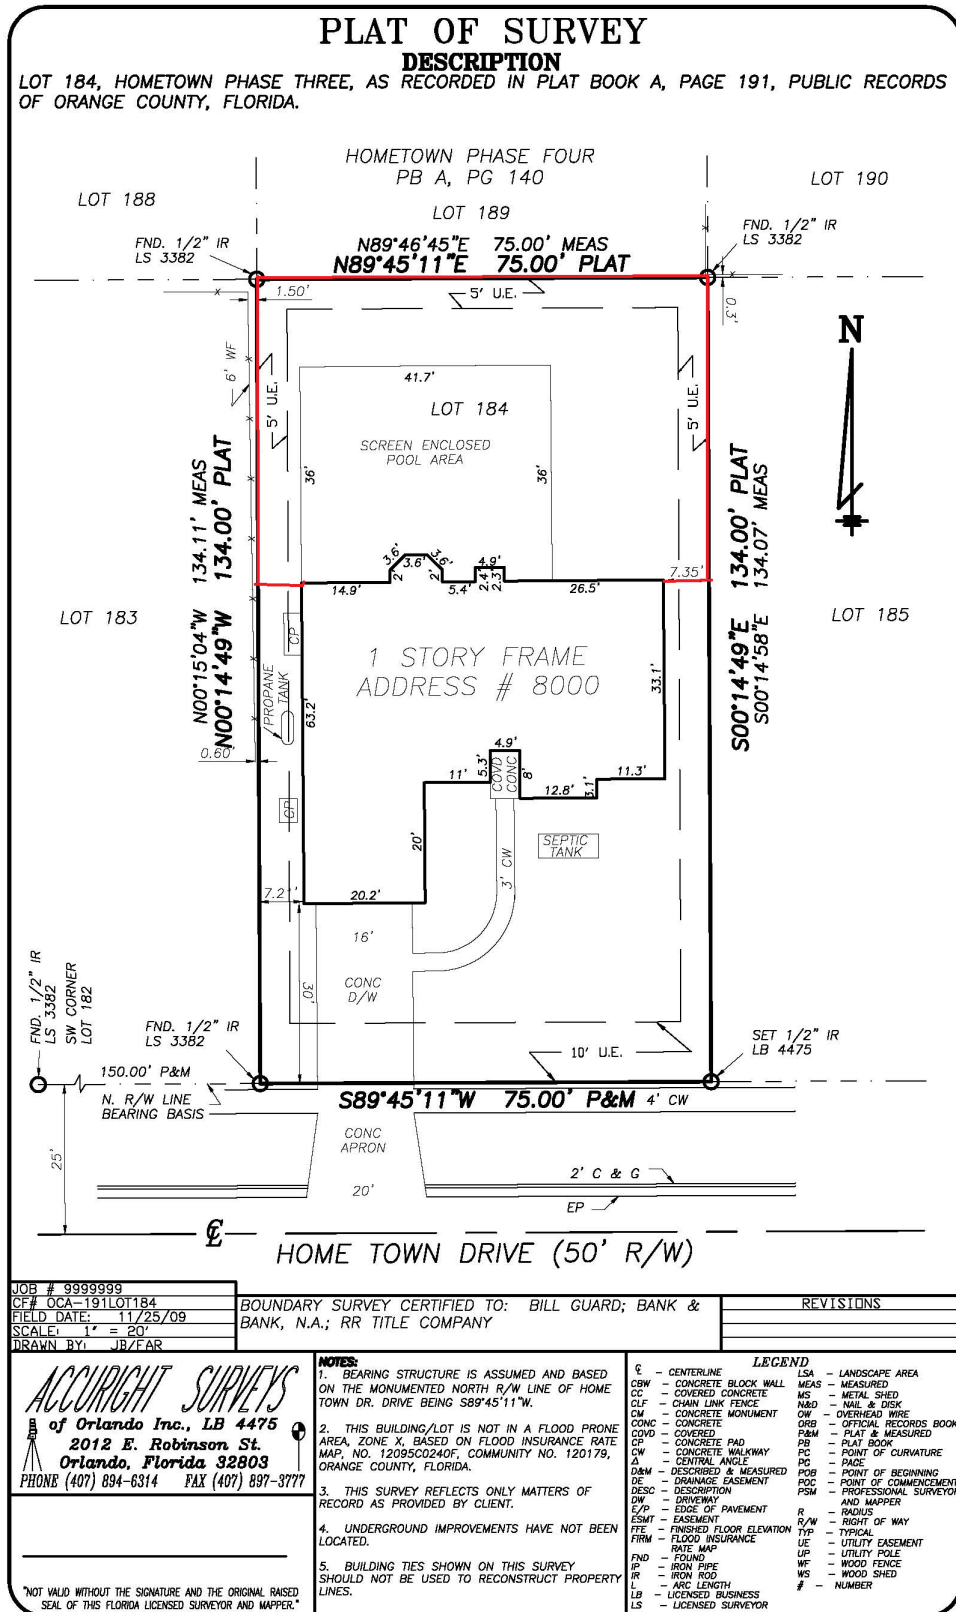 PLAT OF SURVEY
DESCRIPTION
LOT 184, HOMETOWN PHASE THREE, AS RECORDED IN PLAT BOOK A, PAGE 191, PUBLIC RECORDS
OF ORANGE COUNTY, FLORIDA.
HOMETOWN PHASE FOUR
PB A, PG 140
LOT 188
LOT 189
LOT 190
FND. 1/2" IR
LS 3382
FND. 1/2" IR
LS 3382
N89°46'45"E 75.00' MEAS
N89°45'11"E 75.00' PLAT
1.50'
5' U.E.
0.3'
N
6' WF
5' U.E.
5' U.E.
41.7'
LOT 184
SCREEN ENCLOSED
POOL AREA
36'
36'
N00°15'04"W 134.11' MEAS
N00°14'49"W 134.00' PLAT
S00°14'49"E 134.00' PLAT
S00°14'58"E 134.07' MEAS
3.6'
3.6'
3.6'
2'
2'
4.9'
2.4'
2.3'
14.9'
5.4'
26.5'
7.35'
LOT 183
LOT 185
CP
1 STORY FRAME
ADDRESS # 8000
33.1'
PROPANE
TANK
63.2'
0.60'
4.9'
5.3'
COVD
CONC
8'
11'
12.8'
3.1'
11.3'
CP
20'
SEPTIC
TANK
3' CW
7.21'
20.2'
16'
CONC
D/W
30'
FND. 1/2" IR
LS 3382
SW CORNER
LOT 182
FND. 1/2" IR
LS 3382
SET 1/2" IR
LB 4475
10' U.E.
150.00' P&M
N. R/W LINE
BEARING BASIS
S89°45'11"W 75.00' P&M
4' CW
CONC
APRON
25'
20'
2' C & G
EP
CL
HOME TOWN DRIVE (50' R/W)
JOB # 9999999
CF# OCA-191LOT184
FIELD DATE: 11/25/09
SCALE: 1" = 20'
DRAWN BY: JB/FAR
BOUNDARY SURVEY CERTIFIED TO: BILL GUARD; BANK &
BANK, N.A.; RR TITLE COMPANY
REVISIONS
ACCURIGHT SURVEYS
of Orlando Inc., LB 4475
2012 E. Robinson St.
Orlando, Florida 32803
PHONE (407) 894-6314 FAX (407) 897-3777
"NOT VALID WITHOUT THE SIGNATURE AND THE ORIGINAL RAISED
SEAL OF THIS FLORIDA LICENSED SURVEYOR AND MAPPER."
NOTES:
1. BEARING STRUCTURE IS ASSUMED AND BASED
ON THE MONUMENTED NORTH R/W LINE OF HOME
TOWN DR. DRIVE BEING S89°45'11"W.
2. THIS BUILDING/LOT IS NOT IN A FLOOD PRONE
AREA, ZONE X, BASED ON FLOOD INSURANCE RATE
MAP, NO. 12095C0240F, COMMUNITY NO. 120179,
ORANGE COUNTY, FLORIDA.
3. THIS SURVEY REFLECTS ONLY MATTERS OF
RECORD AS PROVIDED BY CLIENT.
4. UNDERGROUND IMPROVEMENTS HAVE NOT BEEN
LOCATED.
5. BUILDING TIES SHOWN ON THIS SURVEY
SHOULD NOT BE USED TO RECONSTRUCT PROPERTY
LINES.
LEGEND
CL – CENTERLINE
CBW – CONCRETE BLOCK WALL
CC – COVERED CONCRETE
CLF – CHAIN LINK FENCE
CM – CONCRETE MONUMENT
CONC – CONCRETE
COVD – COVERED
CP – CONCRETE PAD
CW – CONCRETE WALKWAY
Δ – CENTRAL ANGLE
D&M – DESCRIBED & MEASURED
DE – DRAINAGE EASEMENT
DESC – DESCRIPTION
DW – DRIVEWAY
E/P – EDGE OF PAVEMENT
ESMT – EASEMENT
FFE – FINISHED FLOOR ELEVATION
FIRM – FLOOD INSURANCE
RATE MAP
FND – FOUND
IP – IRON PIPE
IR – IRON ROD
L – ARC LENGTH
LB – LICENSED BUSINESS
LS – LICENSED SURVEYOR
LSA – LANDSCAPE AREA
MEAS – MEASURED
MS – METAL SHED
N&D – NAIL & DISK
OW – OVERHEAD WIRE
ORB – OFFICIAL RECORDS BOOK
P&M – PLAT & MEASURED
PB – PLAT BOOK
PC – POINT OF CURVATURE
PG – PAGE
POB – POINT OF BEGINNING
POC – POINT OF COMMENCEMENT
PSM – PROFESSIONAL SURVEYOR
AND MAPPER
R – RADIUS
R/W – RIGHT OF WAY
TYP – TYPICAL
UE – UTILITY EASEMENT
UP – UTILITY POLE
WF – WOOD FENCE
WS – WOOD SHED
# – NUMBER